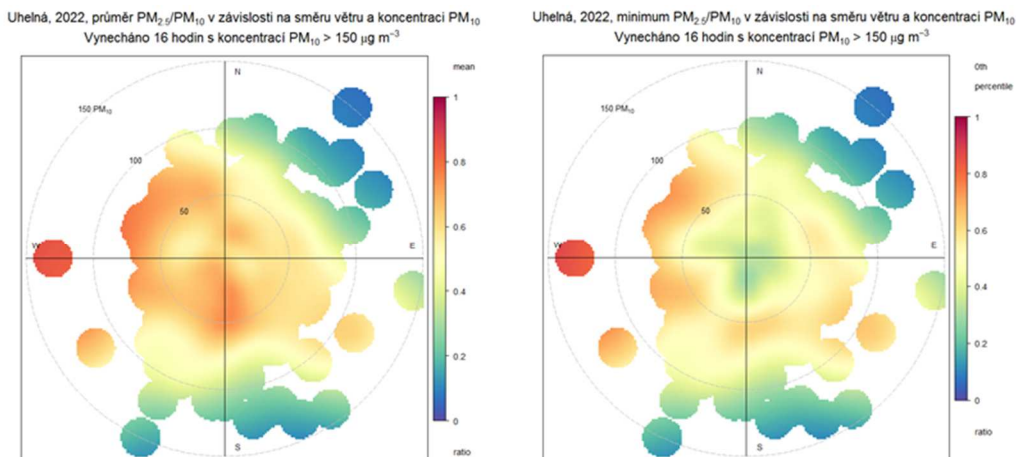 Uhelná, 2022, průměr PM₂.₅/PM₁₀ v závislosti na směru větru a koncentraci PM₁₀
Vynecháno 16 hodin s koncentrací PM₁₀ > 150 μg m⁻³
mean
N
150 PM₁₀
100
50
W
E
S
1
0.8
0.6
0.4
0.2
0
ratio
Uhelná, 2022, minimum PM₂.₅/PM₁₀ v závislosti na směru větru a koncentraci PM₁₀
Vynecháno 16 hodin s koncentrací PM₁₀ > 150 μg m⁻³
0th
percentile
N
150 PM₁₀
100
50
W
E
S
1
0.8
0.6
0.4
0.2
0
ratio